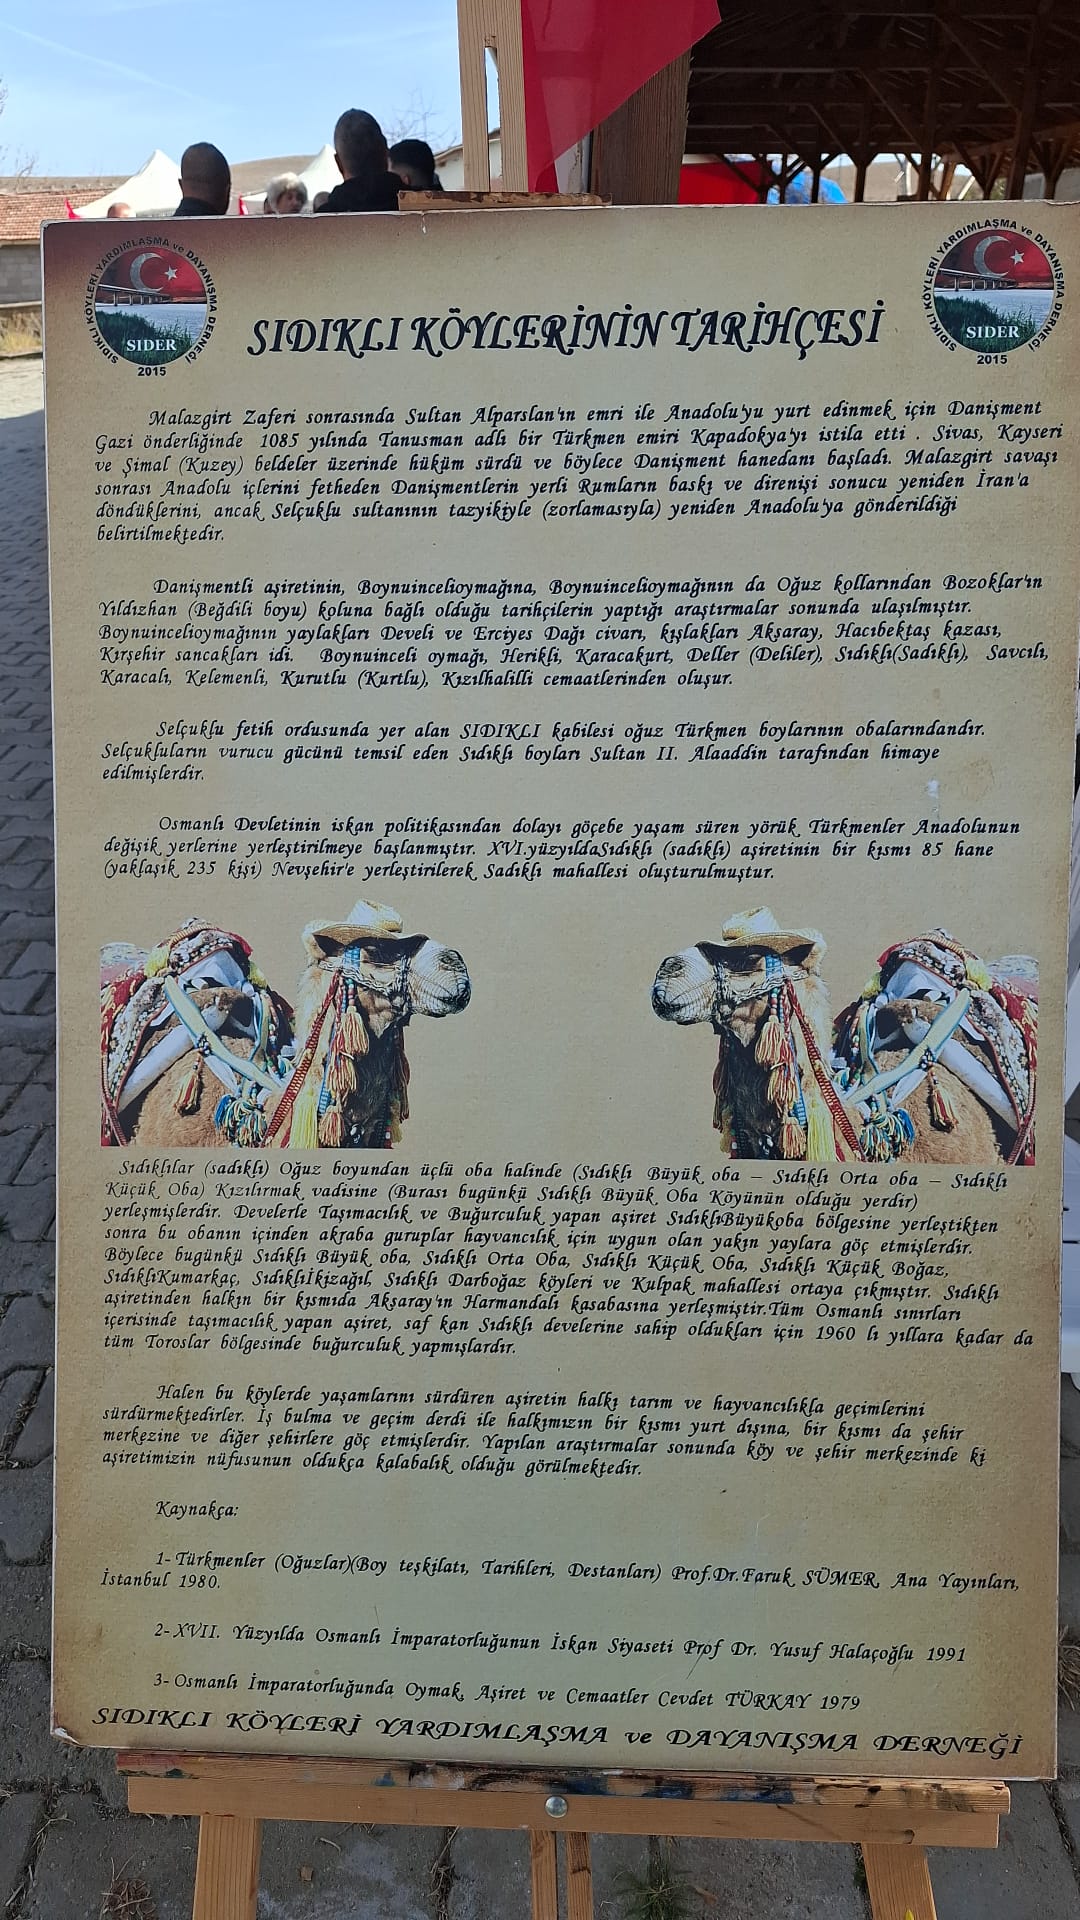 SIDIKLI KÖYLERİ YARDIMLAŞMA ve DAYANIŞMA DERNEĞİ
SIDER
2015
SIDIKLI KÖYLERİ YARDIMLAŞMA ve DAYANIŞMA DERNEĞİ
SIDER
2015
SIDIKLI KÖYLERİNİN TARİHÇESİ
Malazgirt Zaferi sonrasında Sultan Alparslan'ın emri ile Anadolu'yu yurt edinmek için Danişment
Gazi önderliğinde 1085 yılında Tanusman adlı bir Türkmen emiri Kapadokya'yı istila etti . Sivas, Kayseri
ve Şimal (Kuzey) beldeler üzerinde hüküm sürdü ve böylece Danişment hanedanı başladı. Malazgirt savaşı
sonrası Anadolu içlerini fetheden Danişmentlerin yerli Rumların baskı ve direnişi sonucu yeniden İran'a
döndüklerini, ancak Selçuklu sultanının tazyikiyle (zorlamasıyla) yeniden Anadolu'ya gönderildiği
belirtilmektedir.
Danişmentli aşiretinin, Boynuincelioymağına, Boynuincelioymağının da Oğuz kollarından Bozoklar'ın
Yıldızhan (Beğdili boyu) koluna bağlı olduğu tarihçilerin yaptığı araştırmalar sonunda ulaşılmıştır.
Boynuincelioymağının yaylakları Develi ve Erciyes Dağı civarı, kışlakları Aksaray, Hacıbektaş kazası,
Kırşehir sancakları idi. Boynuinceli oymağı, Herikli, Karacakurt, Deller (Deliler), Sıdıklı(Sadıklı), Savcılı,
Karacalı, Kelemenli, Kurutlu (Kurtlu), Kızılhalilli cemaatlerinden oluşur.
Selçuklu fetih ordusunda yer alan SIDIKLI kabilesi oğuz Türkmen boylarının obalarındandır.
Selçukluların vurucu gücünü temsil eden Sıdıklı boyları Sultan II. Alaaddin tarafından himaye
edilmişlerdir.
Osmanlı Devletinin iskan politikasından dolayı göçebe yaşam süren yörük Türkmenler Anadolunun
değişik yerlerine yerleştirilmeye başlanmıştır. XVI.yüzyıldaSıdıklı (sadıklı) aşiretinin bir kısmı 85 hane
(yaklaşik 235 kişi) Nevşehir'e yerleştirilerek Sadıklı mahallesi oluşturulmuştur.
Sıdıklılar (sadıklı) Oğuz boyundan üçlü oba halinde (Sıdıklı Büyük oba – Sıdıklı Orta oba – Sıdıklı
Küçük Oba) Kızılırmak vadisine (Burası bugünkü Sıdıklı Büyük Oba Köyünün olduğu yerdir)
yerleşmişlerdir. Develerle Taşımacılık ve Buğurculuk yapan aşiret SıdıklıBüyükoba bölgesine yerleştikten
sonra bu obanın içinden akraba guruplar hayvancılık için uygun olan yakın yaylara göç etmişlerdir.
Böylece bugünkü Sıdıklı Büyük oba, Sıdıklı Orta Oba, Sıdıklı Küçük Oba, Sıdıklı Küçük Boğaz,
SıdıklıKumarkaç, Sıdıklıİkizağıl, Sıdıklı Darboğaz köyleri ve Kulpak mahallesi ortaya çıkmıştır. Sıdıklı
aşiretinden halkın bir kısmıda Aksaray'ın Harmandalı kasabasına yerleşmiştir.Tüm Osmanlı sınırları
içerisinde taşımacılık yapan aşiret, saf kan Sıdıklı develerine sahip oldukları için 1960 lı yıllara kadar da
tüm Toroslar bölgesinde buğurculuk yapmışlardır.
Halen bu köylerde yaşamlarını sürdüren aşiretin halkı tarım ve hayvancılıkla geçimlerini
sürdürmektedirler. İş bulma ve geçim derdi ile halkımızın bir kısmı yurt dışına, bir kısmı da şehir
merkezine ve diğer şehirlere göç etmişlerdir. Yapılan araştırmalar sonunda köy ve şehir merkezinde ki
aşiretimizin nüfusunun oldukça kalabalık olduğu görülmektedir.
Kaynakça:
1- Türkmenler (Oğuzlar)(Boy teşkilatı, Tarihleri, Destanları) Prof.Dr.Faruk SÜMER, Ana Yayınları,
İstanbul 1980.
2- XVII. Yüzyılda Osmanlı İmparatorluğunun İskan Siyaseti Prof Dr. Yusuf Halaçoğlu 1991
3- Osmanlı İmparatorluğunda Oymak, Aşiret ve Cemaatler Cevdet TÜRKAY 1979
SIDIKLI KÖYLERİ YARDIMLAŞMA ve DAYANIŞMA DERNEĞİ